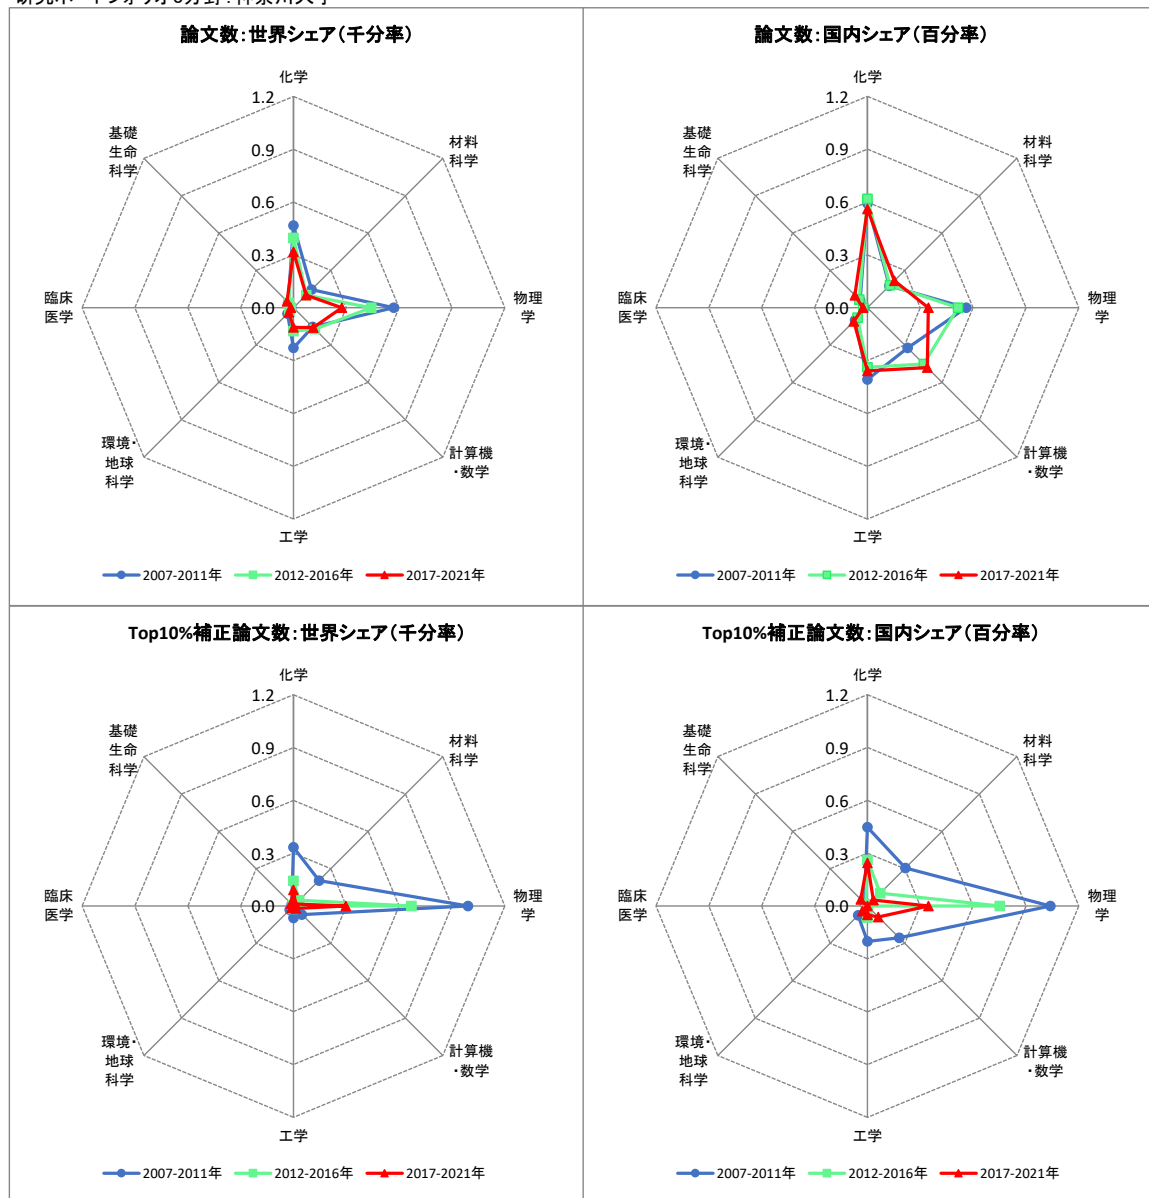 論文数：世界シェア（千分率）
化学
1.2
0.9
0.6
0.3
0.0
材料
科学
物理
学
計算機
・数学
工学
環境・
地球
科学
臨床
医学
基礎
生命
科学
2007-2011年 2012-2016年 2017-2021年
論文数：国内シェア（百分率）
化学
1.2
0.9
0.6
0.3
0.0
材料
科学
物理
学
計算機
・数学
工学
環境・
地球
科学
臨床
医学
基礎
生命
科学
2007-2011年 2012-2016年 2017-2021年
Top10%補正論文数：世界シェア（千分率）
化学
1.2
0.9
0.6
0.3
0.0
材料
科学
物理
学
計算機
・数学
工学
環境・
地球
科学
臨床
医学
基礎
生命
科学
2007-2011年 2012-2016年 2017-2021年
Top10%補正論文数：国内シェア（百分率）
化学
1.2
0.9
0.6
0.3
0.0
材料
科学
物理
学
計算機
・数学
工学
環境・
地球
科学
臨床
医学
基礎
生命
科学
2007-2011年 2012-2016年 2017-2021年